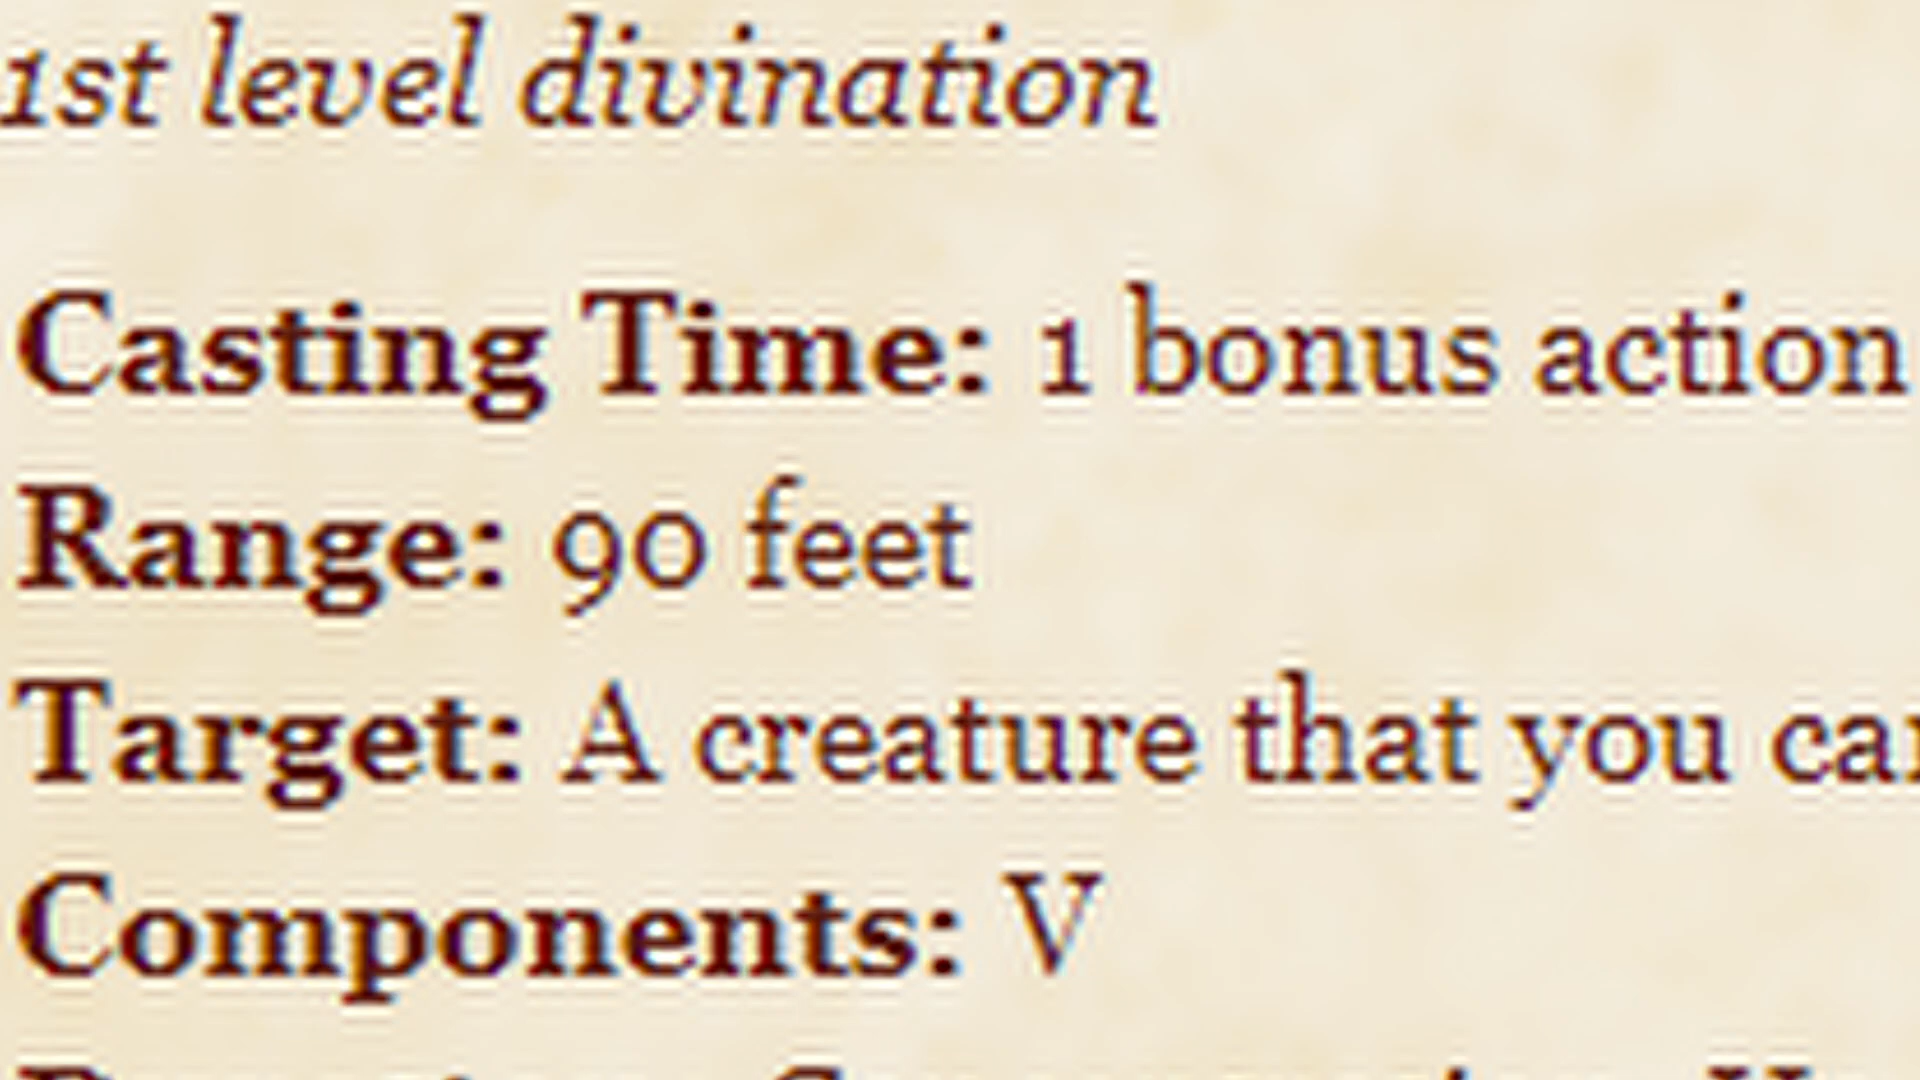 1st level divination
Casting Time: 1 bonus action
Range: 90 feet
Target: A creature that you
Components: V